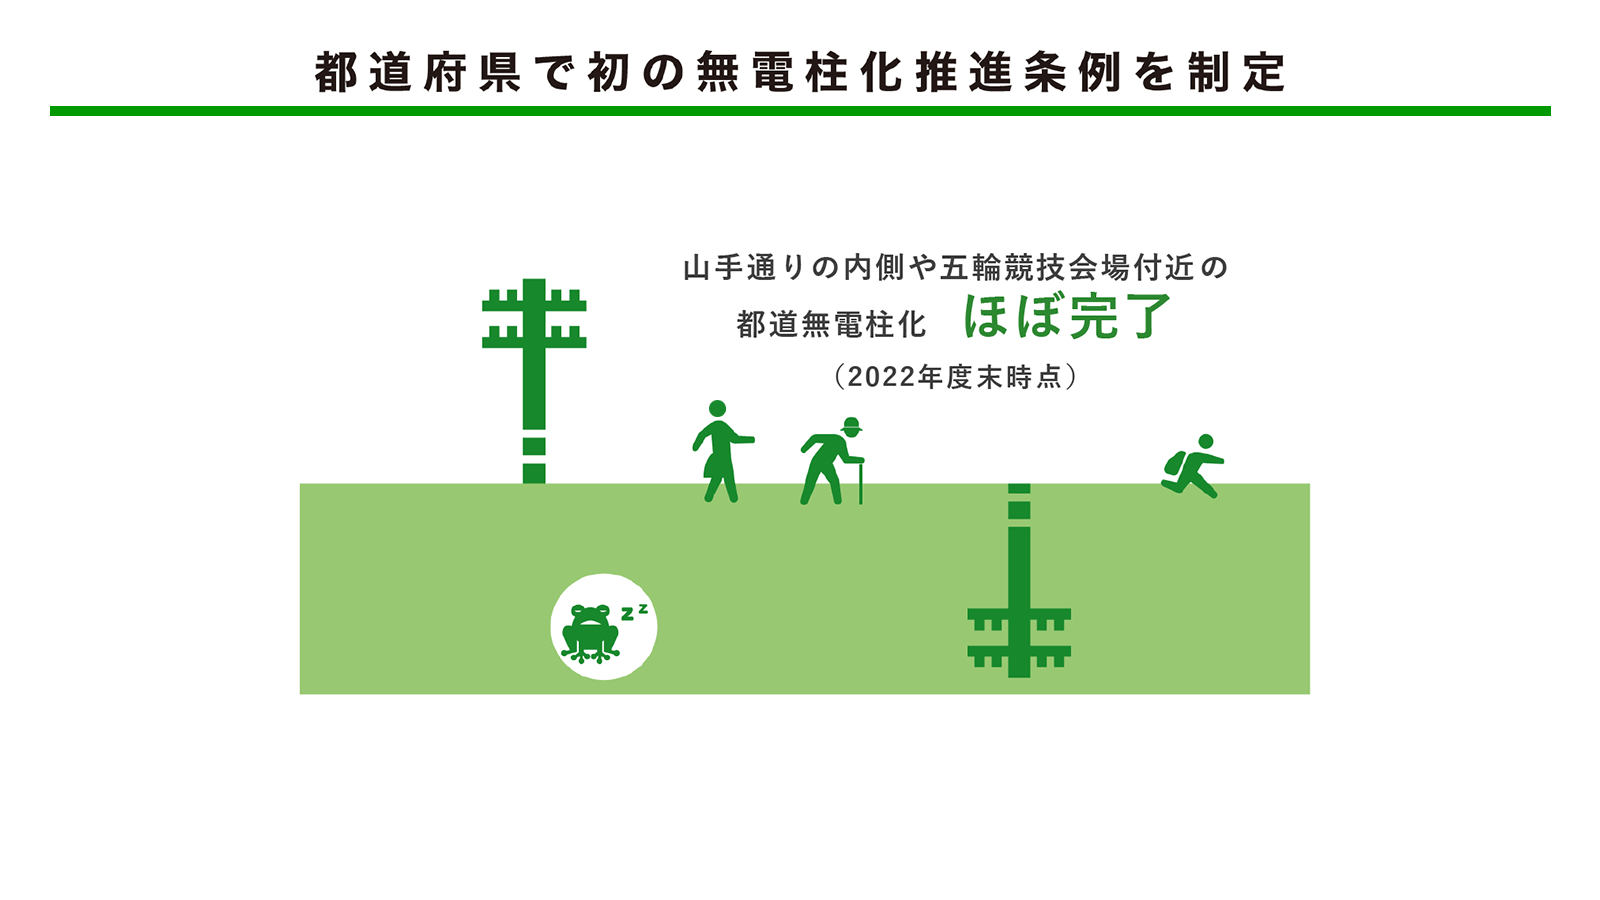 都道府県で初の無電柱化推進条例を制定
山手通りの内側や五輪競技会場付近の
都道無電柱化　ほぼ完了
（2022年度末時点）
z z